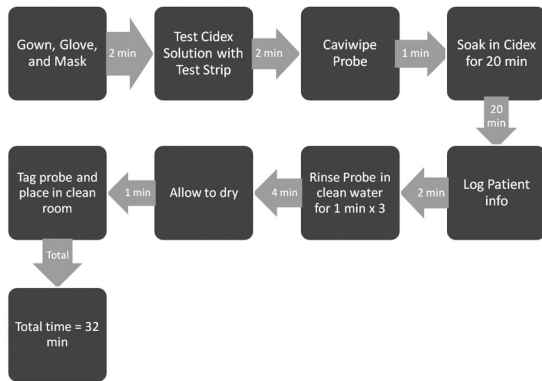 Gown, Glove,
and Mask
2 min
Test Cidex
Solution with
Test Strip
2 min
Caviwipe
Probe
1 min
Soak in Cidex
for 20 min
20
min
Log Patient
info
2 min
Rinse Probe in
clean water
for 1 min x 3
4 min
Allow to dry
1 min
Tag probe and
place in clean
room
Total
Total time = 32
min